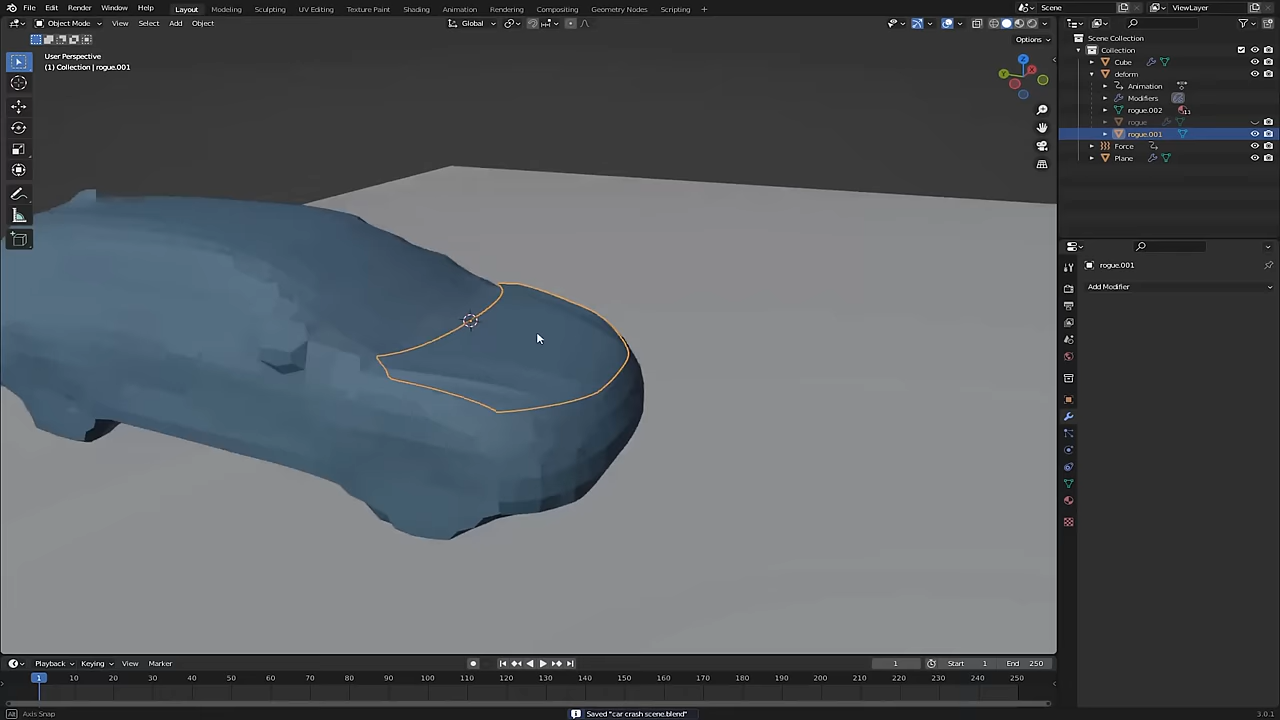 File Edit Render Window Help Layout Modeling Sculpting UV Editing Texture Paint Shading Animation Rendering Compositing Geometry Nodes Scripting + Scene ViewLayer
Object Mode View Select Add Object Global
Options
User Perspective
(1) Collection | rogue.001
Scene Collection
Collection
Cube
deform
Animation
Modifiers
rogue.002
rogue
rogue.001
Force
Plane
rogue.001
Add Modifier
Playback Keying View Marker 1 Start 1 End 250
1 10 20 30 40 50 60 70 80 90 100 110 120 130 140 150 160 170 180 190 200 210 220 230 240 250
Axis Snap Saved "car crash scene.blend" 3.0.1